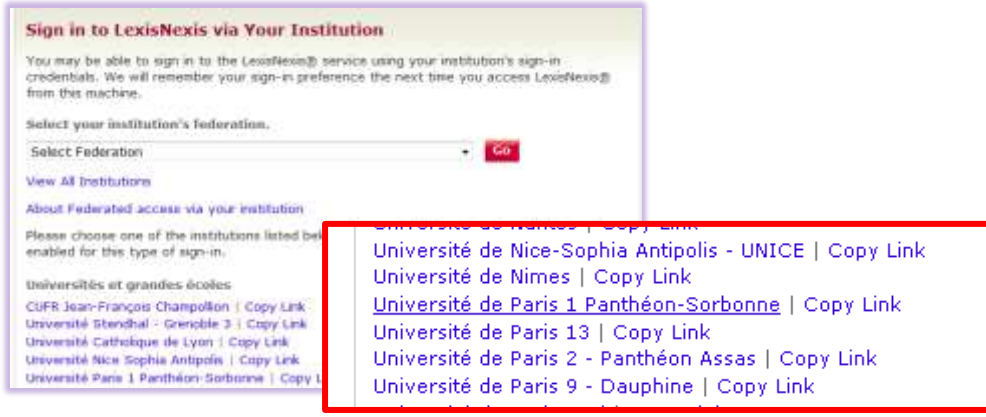 Sign in to LexisNexis via Your Institution
You may be able to sign in to the LexisNexis® service using your institution's sign-in
credentials. We will remember your sign-in preference the next time you access LexisNexis®
from this machine.
Select your institution's federation.
Select Federation
Go
View All Institutions
About Federated access via your institution
Please choose one of the institutions listed
enabled for this type of sign-in.
Universités et grandes écoles
CUFR Jean-François Champollion | Copy Link
Université Stendhal - Grenoble 3 | Copy Link
Université Catholique de Lyon | Copy Link
Université Nice Sophia Antipolis | Copy Link
Université Paris 1 Panthéon-Sorbonne | Copy
Université de Nantes | Copy Link
Université de Nice-Sophia Antipolis - UNICE | Copy Link
Université de Nimes | Copy Link
Université de Paris 1 Panthéon-Sorbonne | Copy Link
Université de Paris 13 | Copy Link
Université de Paris 2 - Panthéon Assas | Copy Link
Université de Paris 9 - Dauphine | Copy Link